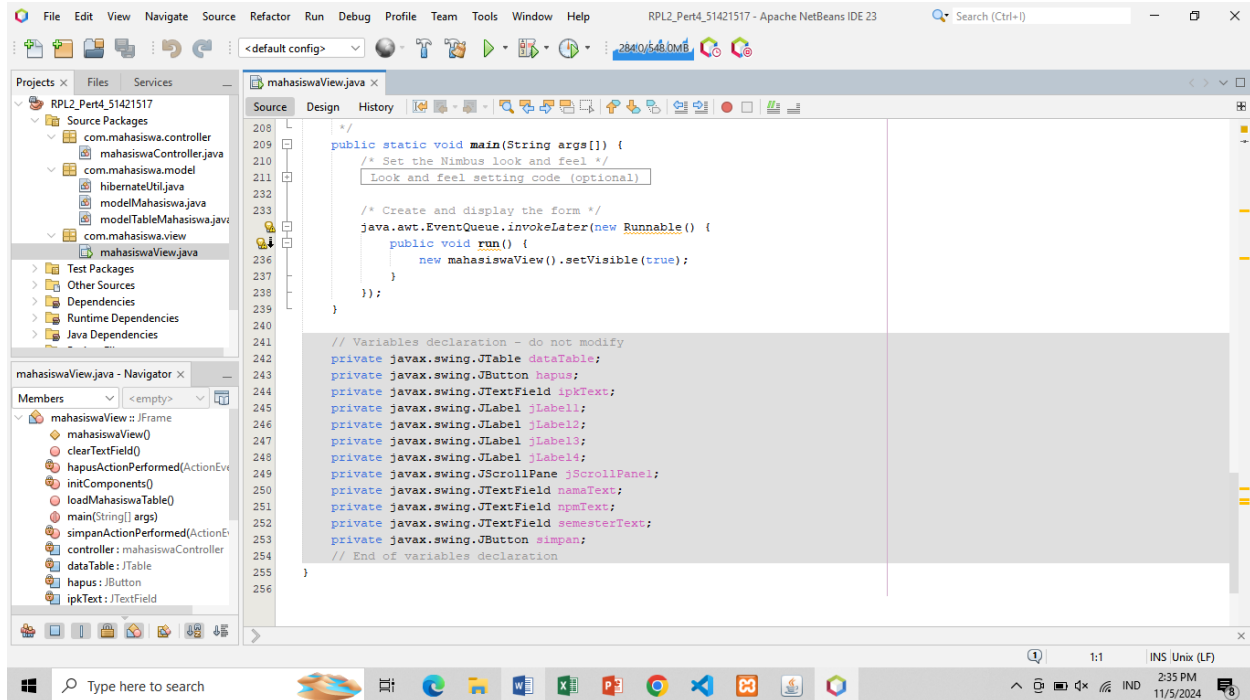 File Edit View Navigate Source Refactor Run Debug Profile Team Tools Window Help
RPL2_Pert4_51421517 - Apache NetBeans IDE 23
Search (Ctrl+I)
<default config>
284.0/548.0MB
Projects
Files
Services
RPL2_Pert4_51421517
Source Packages
com.mahasiswa.controller
mahasiswaController.java
com.mahasiswa.model
hibernateUtil.java
modelMahasiswa.java
modelTableMahasiswa.java
com.mahasiswa.view
mahasiswaView.java
Test Packages
Other Sources
Dependencies
Runtime Dependencies
Java Dependencies
mahasiswaView.java - Navigator
Members
<empty>
mahasiswaView :: JFrame
mahasiswaView()
clearTextField()
hapusActionPerformed(ActionEve
initComponents()
loadMahasiswaTable()
main(String[] args)
simpanActionPerformed(ActionE
controller : mahasiswaController
dataTable : JTable
hapus : JButton
ipkText : JTextField
mahasiswaView.java
Source Design History
208 */
209 public static void main(String args[]) {
210 /* Set the Nimbus look and feel */
211 Look and feel setting code (optional)
232
233 /* Create and display the form */
java.awt.EventQueue.invokeLater(new Runnable() {
public void run() {
236 new mahasiswaView().setVisible(true);
237 }
238 });
239 }
240
241 // Variables declaration - do not modify
242 private javax.swing.JTable dataTable;
243 private javax.swing.JButton hapus;
244 private javax.swing.JTextField ipkText;
245 private javax.swing.JLabel jLabel1;
246 private javax.swing.JLabel jLabel2;
247 private javax.swing.JLabel jLabel3;
248 private javax.swing.JLabel jLabel4;
249 private javax.swing.JScrollPane jScrollPane1;
250 private javax.swing.JTextField namaText;
251 private javax.swing.JTextField npmText;
252 private javax.swing.JTextField semesterText;
253 private javax.swing.JButton simpan;
254 // End of variables declaration
255 }
256
1
1:1
INS
Unix (LF)
Type here to search
IND
2:35 PM
11/5/2024
8